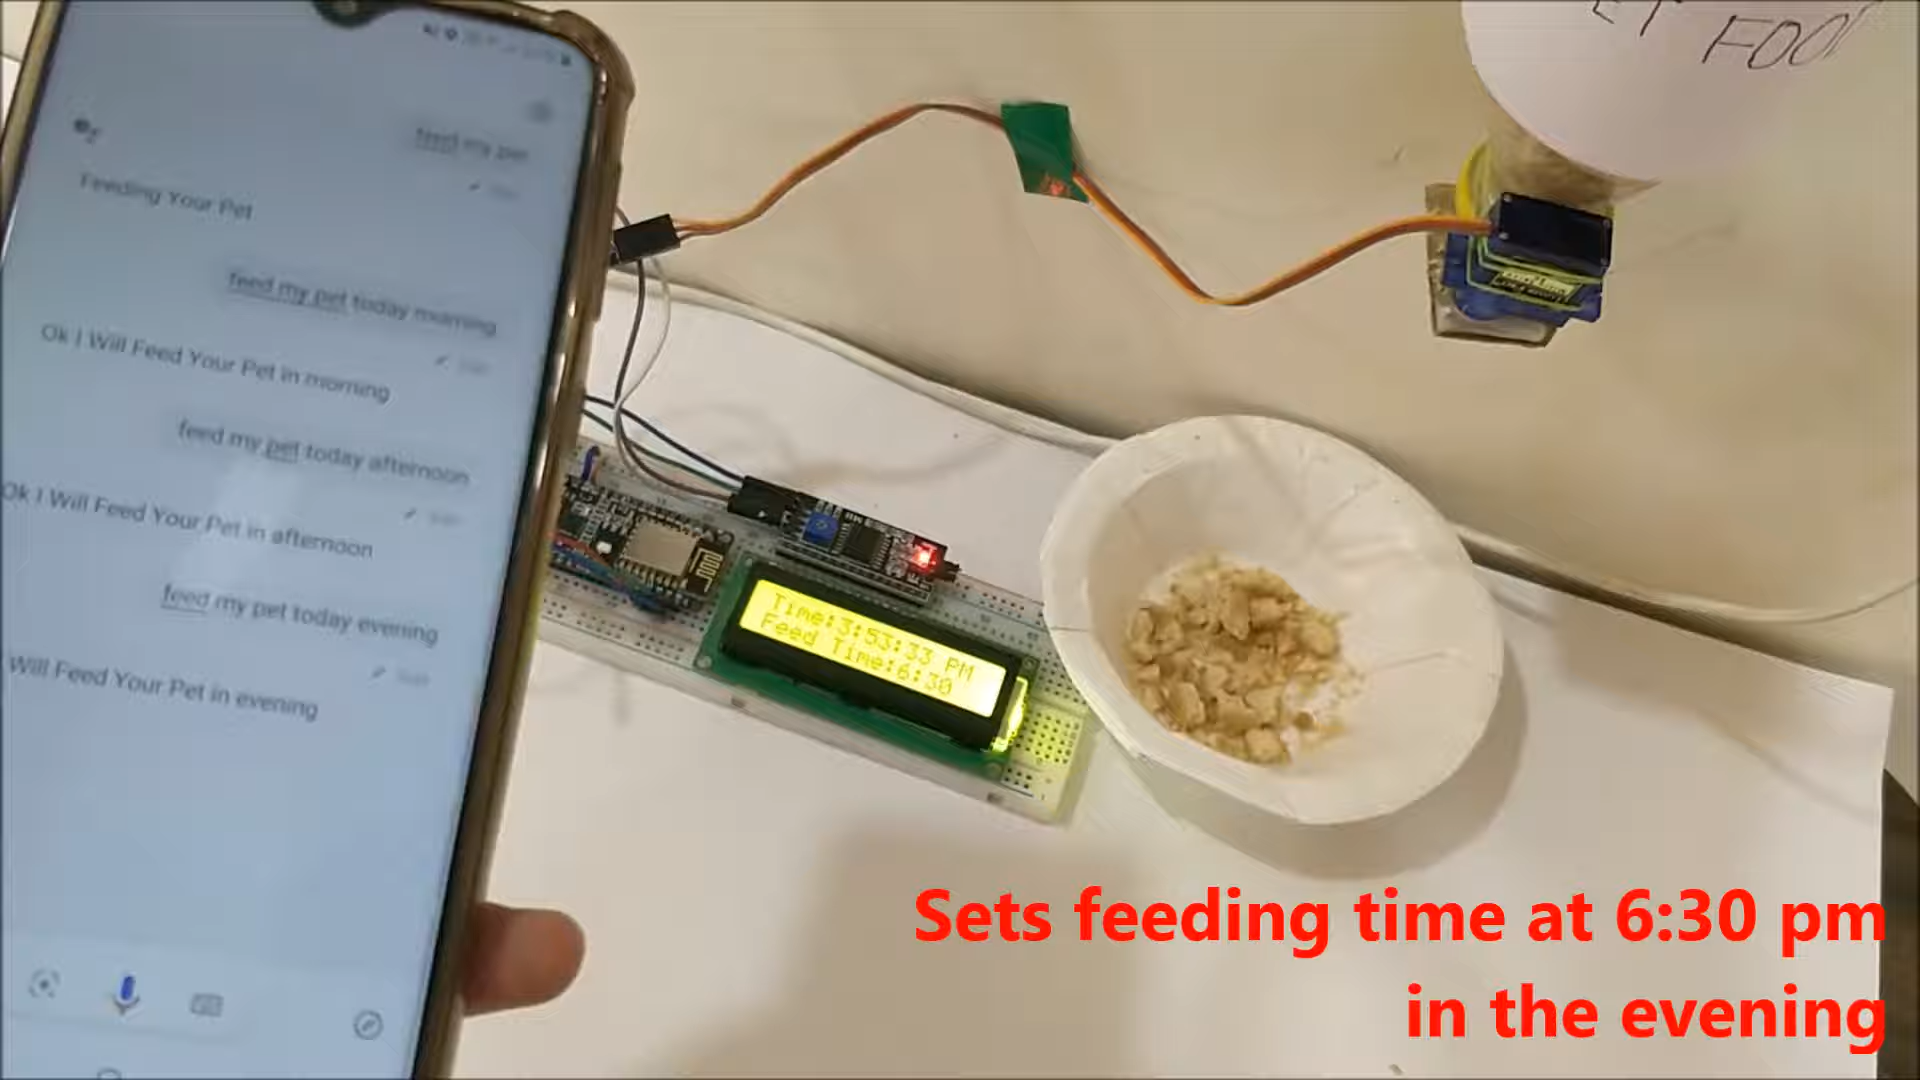 feed my pet
Feeding Your Pet
feed my pet today morning
Ok I Will Feed Your Pet in morning
feed my pet today afternoon
Ok I Will Feed Your Pet in afternoon
feed my pet today evening
Will Feed Your Pet in evening
FOOD
Time:3:53:33 PM
Feed Time:6:30
Sets feeding time at 6:30 pm
in the evening